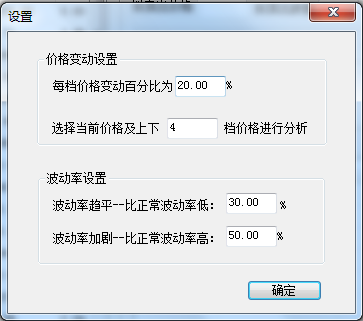 设置
价格变动设置
每档价格变动百分比为 20.00 %
选择当前价格及上下 4 档价格进行分析
波动率设置
波动率趋平--比正常波动率低： 30.00 %
波动率加剧--比正常波动率高： 50.00 %
确定